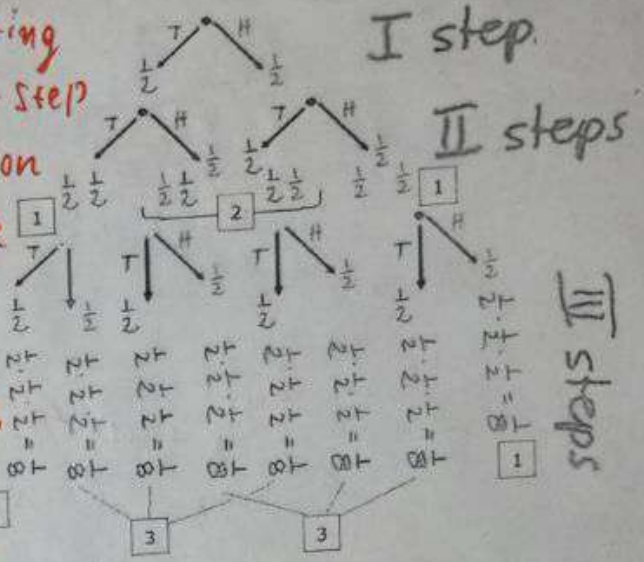 ing
T H
I step.
1/2 1/2
step
T H T H
II steps
on
1/2 1/2 1/2
1/2 1/2 1/2 1/2 1/2 1/2 1/2 1/2
1 2 1
T T H T H T H
1/2 1/2 1/2 1/2 1/2 1/2 1/2 1/2
III steps
1/2 · 1/2 · 1/2 = 1/8
1/2 · 1/2 · 1/2 = 1/8
1/2 · 1/2 · 1/2 = 1/8
1/2 · 1/2 · 1/2 = 1/8
1/2 · 1/2 · 1/2 = 1/8
1/2 · 1/2 · 1/2 = 1/8
1/2 · 1/2 · 1/2 = 1/8
1/2 · 1/2 · 1/2 = 1/8
1
3 3